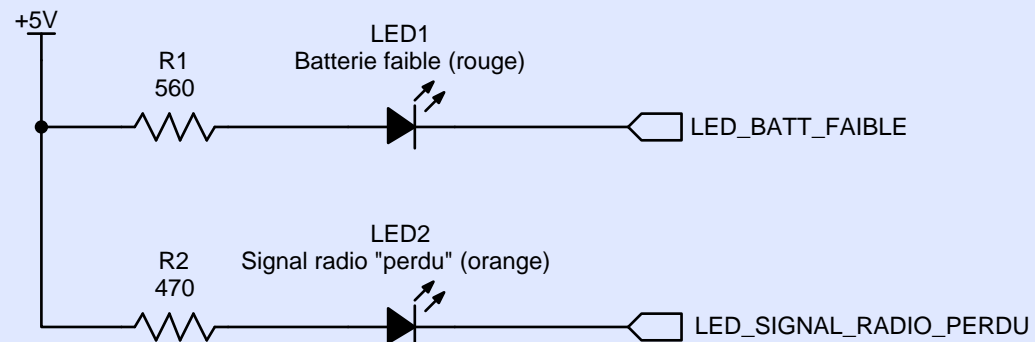 +5V
R1
560
LED1
Batterie faible (rouge)
LED_BATT_FAIBLE
R2
470
LED2
Signal radio "perdu" (orange)
LED_SIGNAL_RADIO_PERDU